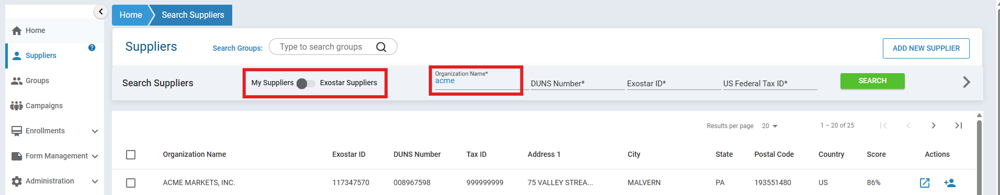 Home
Suppliers
?
Groups
Campaigns
Enrollments
Form Management
Administration
Home Search Suppliers
Suppliers Search Groups: Type to search groups ADD NEW SUPPLIER
Search Suppliers My Suppliers Exostar Suppliers Organization Name* acme DUNS Number* Exostar ID* US Federal Tax ID* SEARCH
Results per page 20 1 – 20 of 25
Organization Name Exostar ID DUNS Number Tax ID Address 1 City State Postal Code Country Score Actions
ACME MARKETS, INC. 117347570 008967598 999999999 75 VALLEY STREA... MALVERN PA 193551480 US 86%